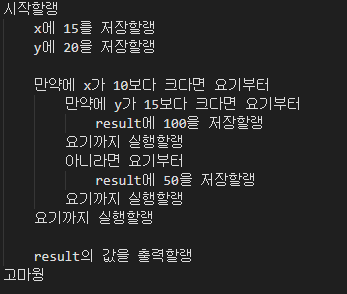 시작할랭
x에 15를 저장할랭
y에 20을 저장할랭
만약에 x가 10보다 크다면 요기부터
만약에 y가 15보다 크다면 요기부터
result에 100을 저장할랭
요기까지 실행할랭
아니라면 요기부터
result에 50을 저장할랭
요기까지 실행할랭
요기까지 실행할랭
result의 값을 출력할랭
고마웡